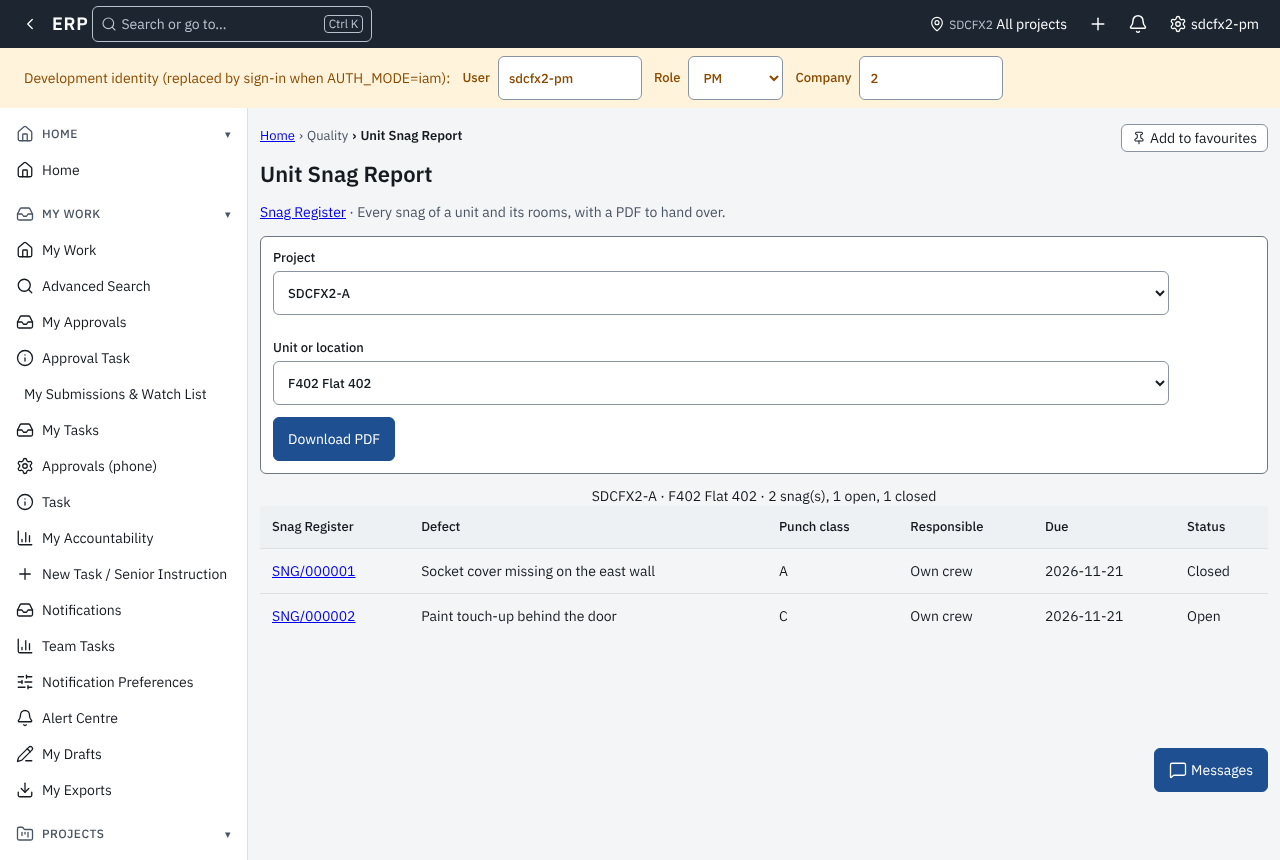 ERP Search or go to... Ctrl K SDCFX2 All projects sdcfx2-pm
Development identity (replaced by sign-in when AUTH_MODE=iam): User sdcfx2-pm Role PM Company 2
HOME
Home
MY WORK
My Work
Advanced Search
My Approvals
Approval Task
My Submissions & Watch List
My Tasks
Approvals (phone)
Task
My Accountability
New Task / Senior Instruction
Notifications
Team Tasks
Notification Preferences
Alert Centre
My Drafts
My Exports
PROJECTS
Home › Quality › Unit Snag Report
Add to favourites
Unit Snag Report
Snag Register · Every snag of a unit and its rooms, with a PDF to hand over.
Project
SDCFX2-A
Unit or location
F402 Flat 402
Download PDF
SDCFX2-A · F402 Flat 402 · 2 snag(s), 1 open, 1 closed
Snag Register Defect Punch class Responsible Due Status
SNG/000001 Socket cover missing on the east wall A Own crew 2026-11-21 Closed
SNG/000002 Paint touch-up behind the door C Own crew 2026-11-21 Open
Messages